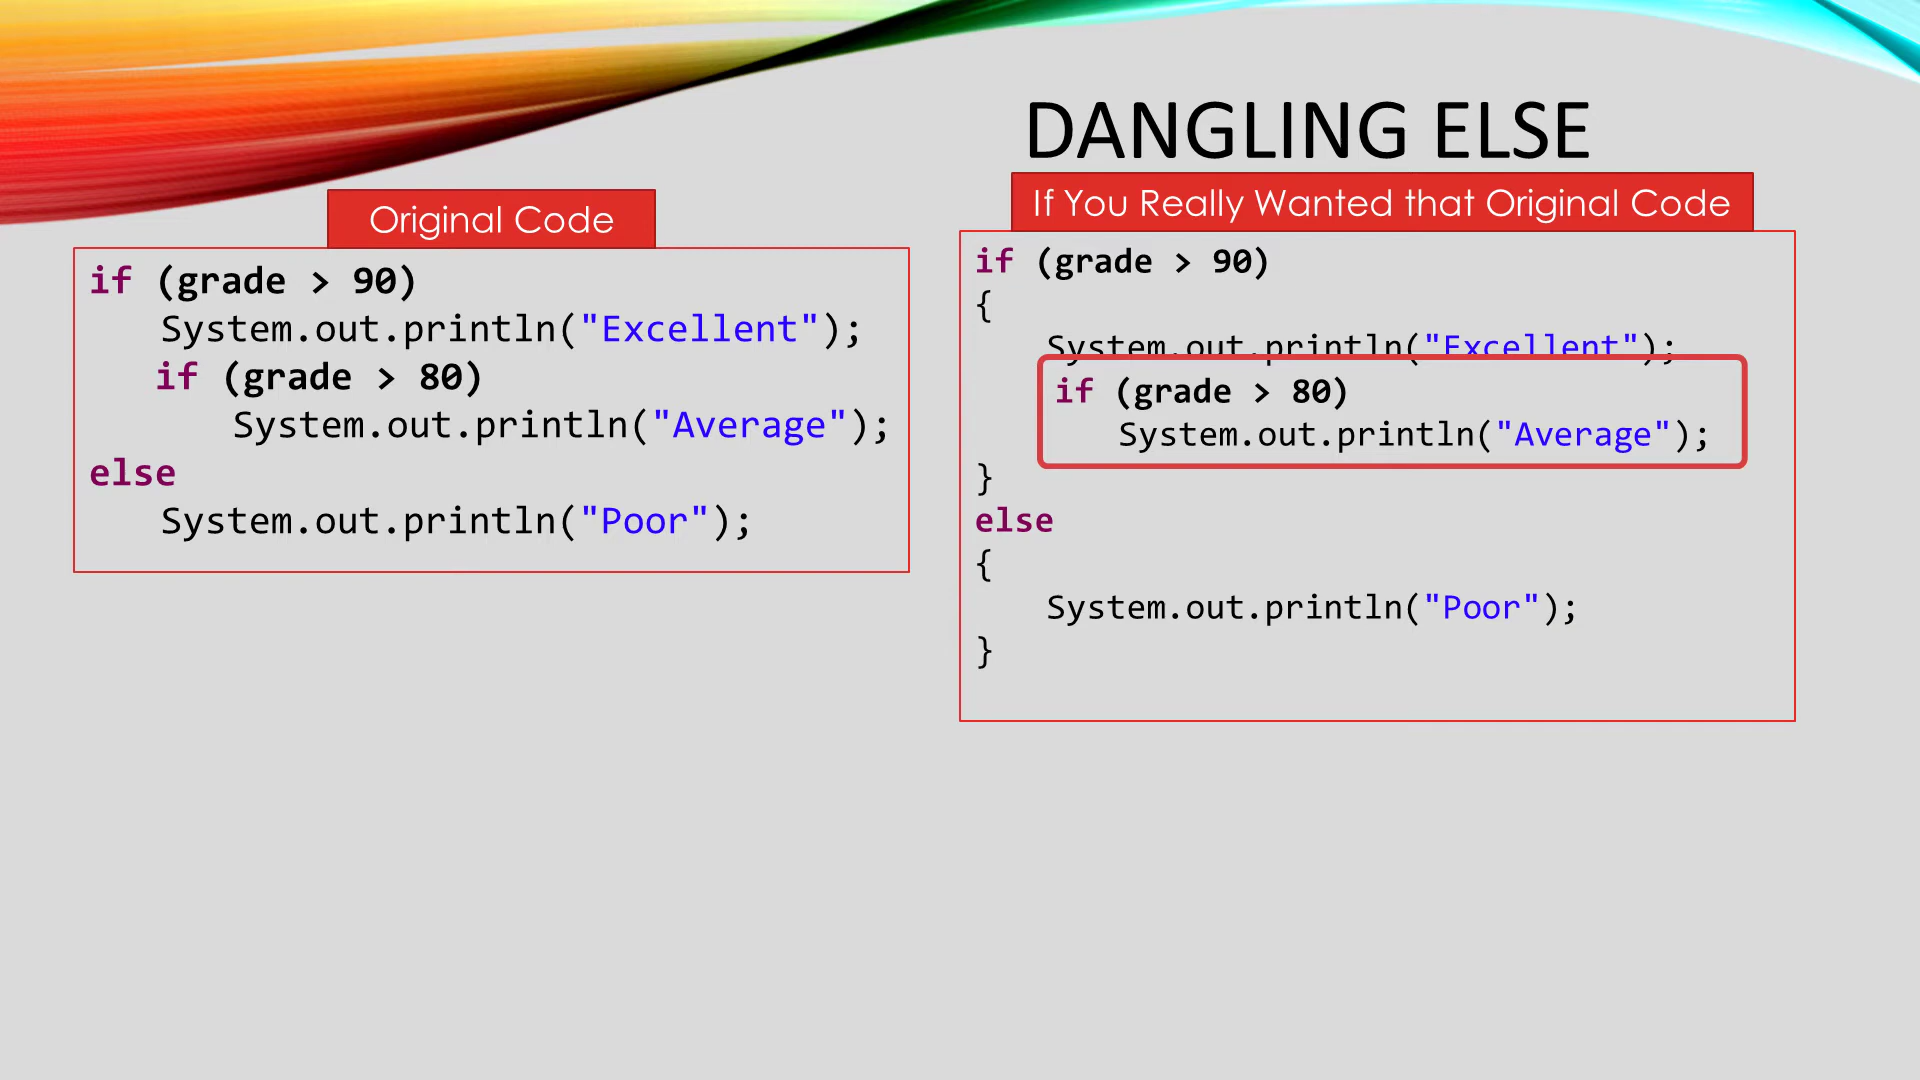 DANGLING ELSE
Original Code
if (grade > 90)
System.out.println("Excellent");
if (grade > 80)
System.out.println("Average");
else
System.out.println("Poor");
If You Really Wanted that Original Code
if (grade > 90)
{
System.out.println("Excellent");
if (grade > 80)
System.out.println("Average");
}
else
{
System.out.println("Poor");
}